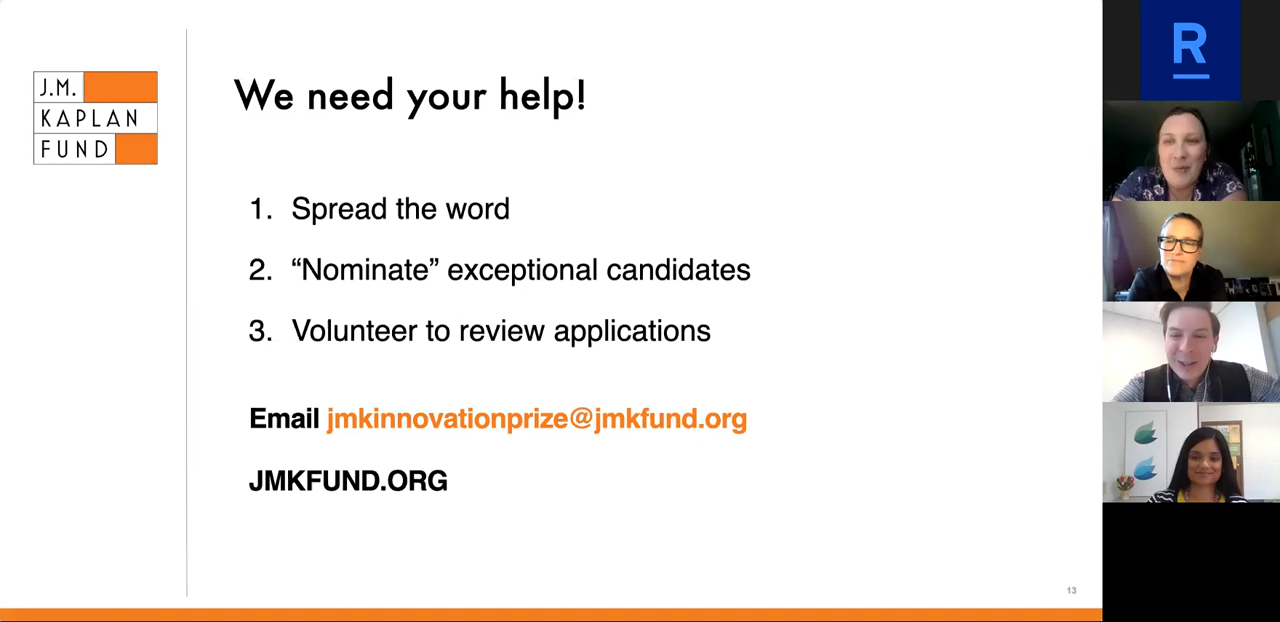 J.M.
KAPLAN
FUND
We need your help!
1. Spread the word
2. “Nominate” exceptional candidates
3. Volunteer to review applications
Email jmkinnovationprize@jmkfund.org
JMKFUND.ORG
13
R